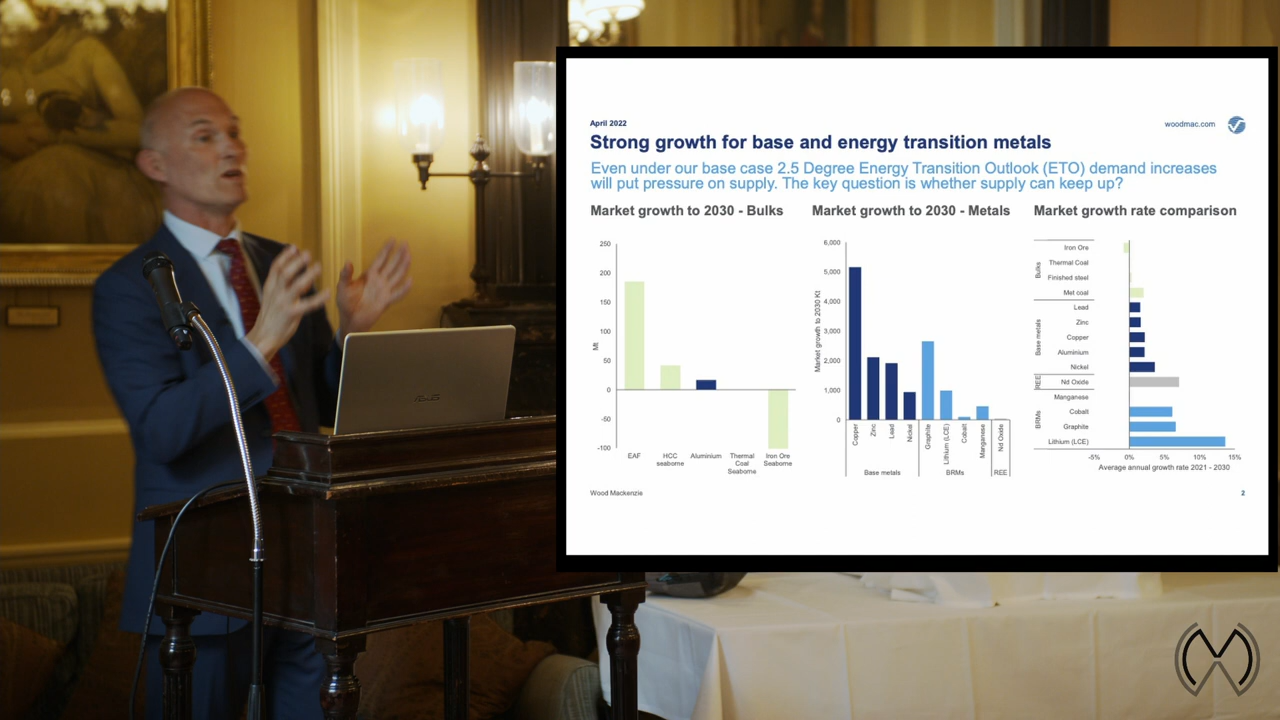 April 2022
woodmac.com
Strong growth for base and energy transition metals
Even under our base case 2.5 Degree Energy Transition Outlook (ETO) demand increases
will put pressure on supply. The key question is whether supply can keep up?
Market growth to 2030 - Bulks
Mt
250
200
150
100
50
0
-50
-100
EAF
HCC
seaborne
Aluminium
Thermal
Coal
Seaborne
Iron Ore
Seaborne
Market growth to 2030 - Metals
Market growth to 2030 Kt
6,000
5,000
4,000
3,000
2,000
1,000
0
Copper
Zinc
Lead
Nickel
Graphite
Lithium (LCE)
Cobalt
Manganese
Nd Oxide
Base metals
BRMs
REE
Market growth rate comparison
Bulks
Iron Ore
Thermal Coal
Finished steel
Met coal
Base metals
Lead
Zinc
Copper
Aluminium
Nickel
REE
Nd Oxide
BRMs
Manganese
Cobalt
Graphite
Lithium (LCE)
-5%
0%
5%
10%
15%
Average annual growth rate 2021 - 2030
Wood Mackenzie
2
ASUS